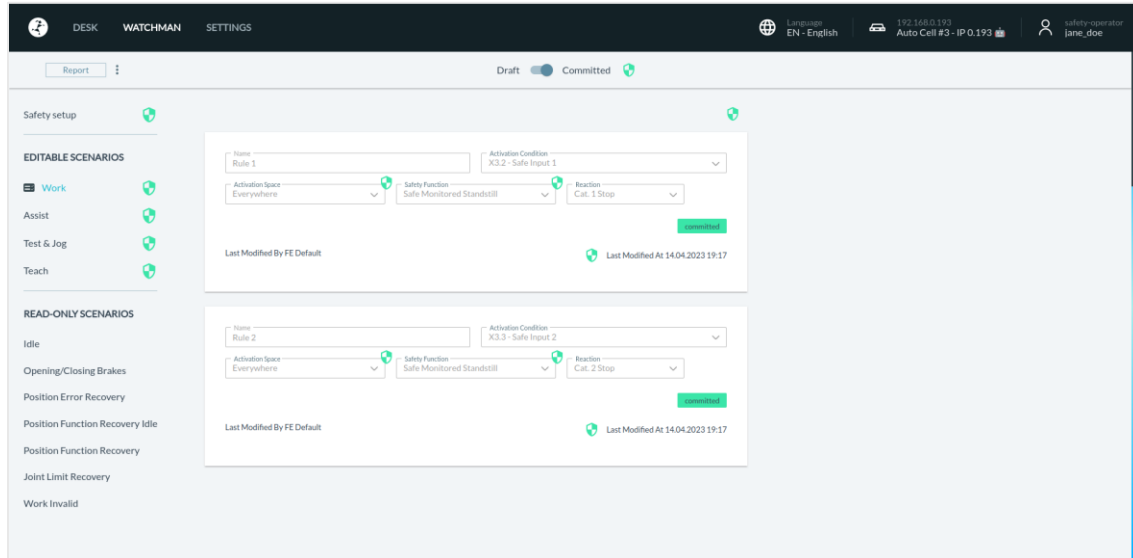 DESK WATCHMAN SETTINGS
Language
EN - English
192.168.0.193
Auto Cell #3 - IP 0.193
safety-operator
jane_doe
Report
Draft Committed
Safety setup
EDITABLE SCENARIOS
Work
Assist
Test & Jog
Teach
READ-ONLY SCENARIOS
Idle
Opening/Closing Brakes
Position Error Recovery
Position Function Recovery Idle
Position Function Recovery
Joint Limit Recovery
Work Invalid
Name
Rule 1
Activation Condition
X3.2 - Safe Input 1
Activation Space
Everywhere
Safety Function
Safe Monitored Standstill
Reaction
Cat. 1 Stop
committed
Last Modified By FE Default
Last Modified At 14.04.2023 19:17
Name
Rule 2
Activation Condition
X3.3 - Safe Input 2
Activation Space
Everywhere
Safety Function
Safe Monitored Standstill
Reaction
Cat. 2 Stop
committed
Last Modified By FE Default
Last Modified At 14.04.2023 19:17